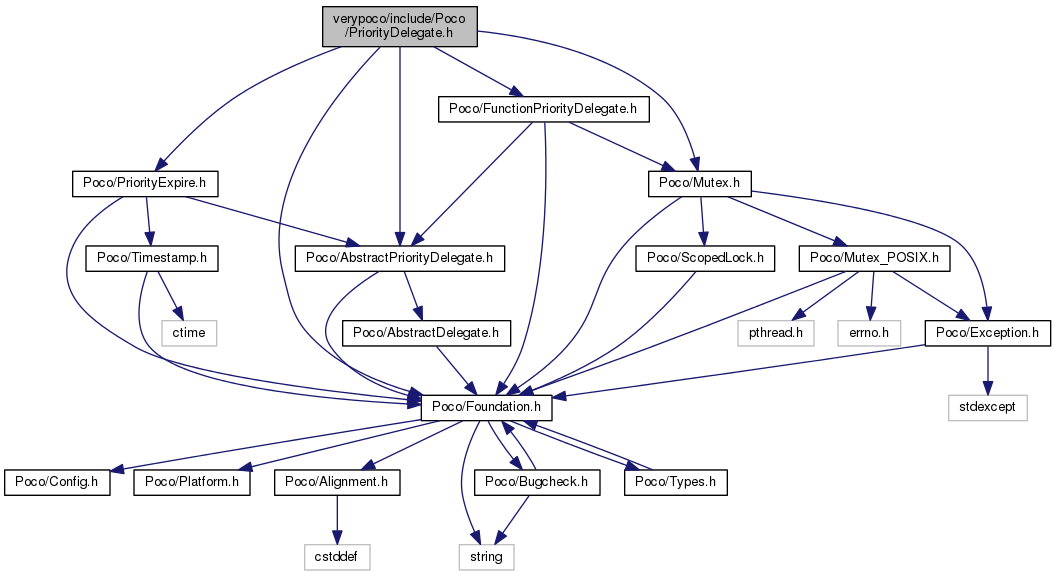 verypoco/include/Poco
/PriorityDelegate.h
Poco/FunctionPriorityDelegate.h
Poco/PriorityExpire.h
Poco/Mutex.h
Poco/Timestamp.h
Poco/AbstractPriorityDelegate.h
Poco/ScopedLock.h
Poco/Mutex_POSIX.h
ctime
Poco/AbstractDelegate.h
pthread.h
errno.h
Poco/Exception.h
Poco/Foundation.h
stdexcept
Poco/Config.h
Poco/Platform.h
Poco/Alignment.h
Poco/Bugcheck.h
Poco/Types.h
cstddef
string